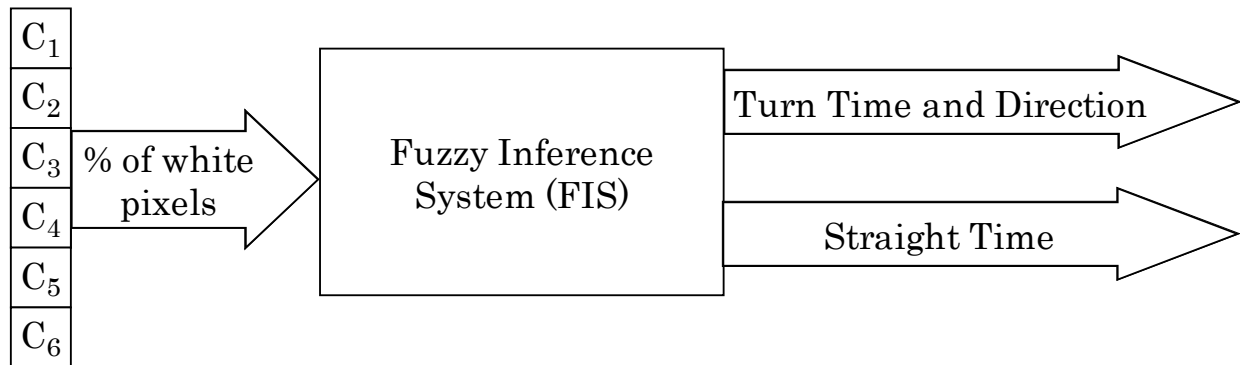 C₁
C₂
C₃
C₄
C₅
C₆
% of white
pixels
Fuzzy Inference
System (FIS)
Turn Time and Direction
Straight Time